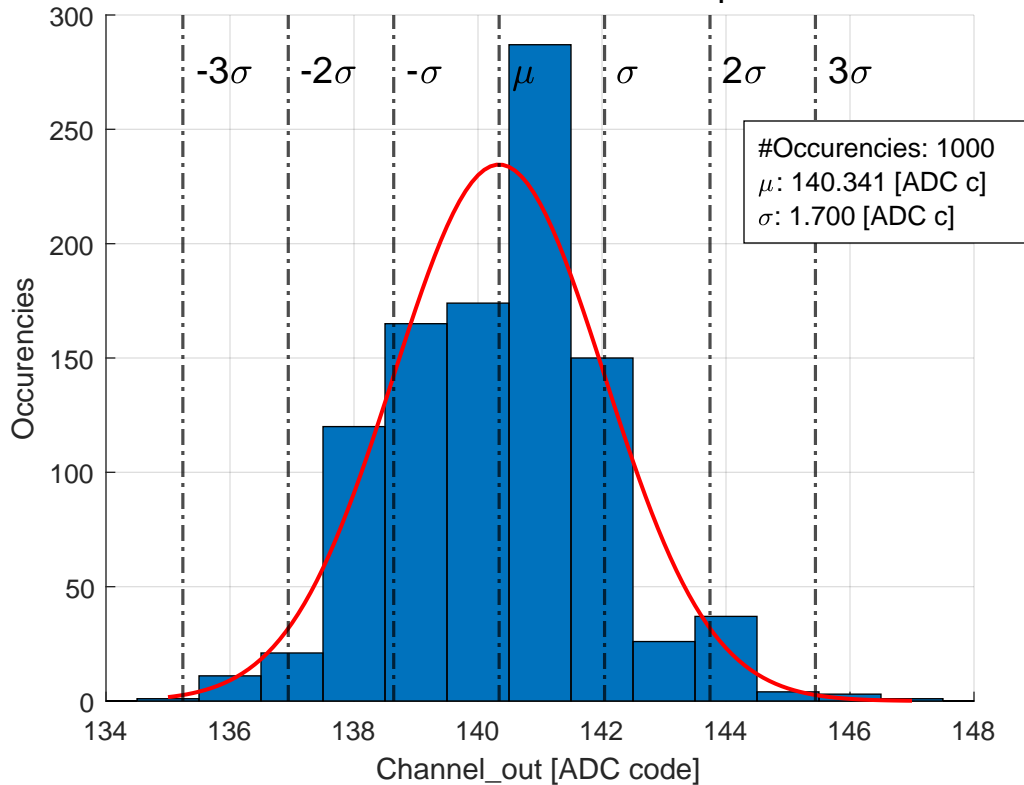 300
250
200
150
100
50
0
Occurencies
-3σ
-2σ
-σ
μ
σ
2σ
3σ
#Occurencies: 1000
μ: 140.341 [ADC c]
σ: 1.700 [ADC c]
134
136
138
140
142
144
146
148
Channel_out [ADC code]